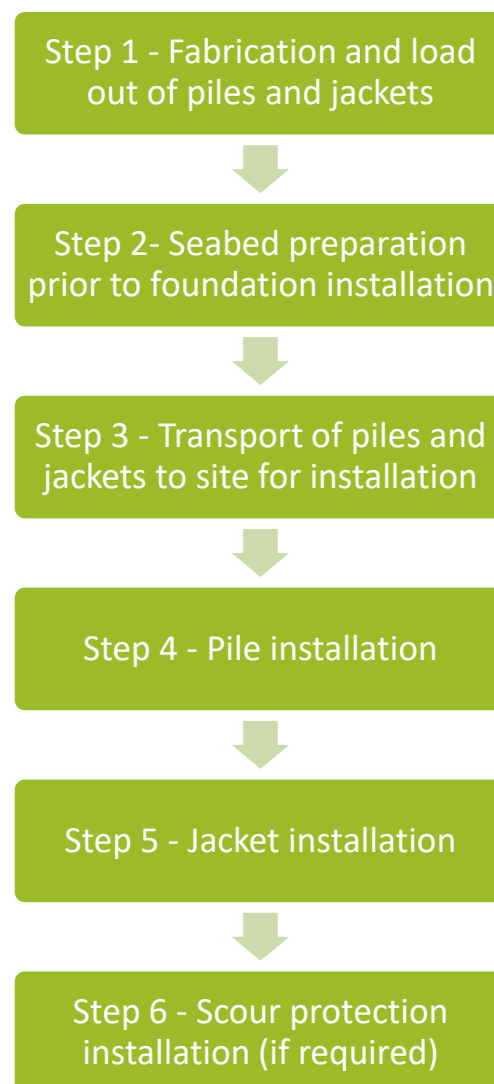 Step 1 - Fabrication and load
out of piles and jackets
Step 2- Seabed preparation
prior to foundation installation
Step 3 - Transport of piles and
jackets to site for installation
Step 4 - Pile installation
Step 5 - Jacket installation
Step 6 - Scour protection
installation (if required)